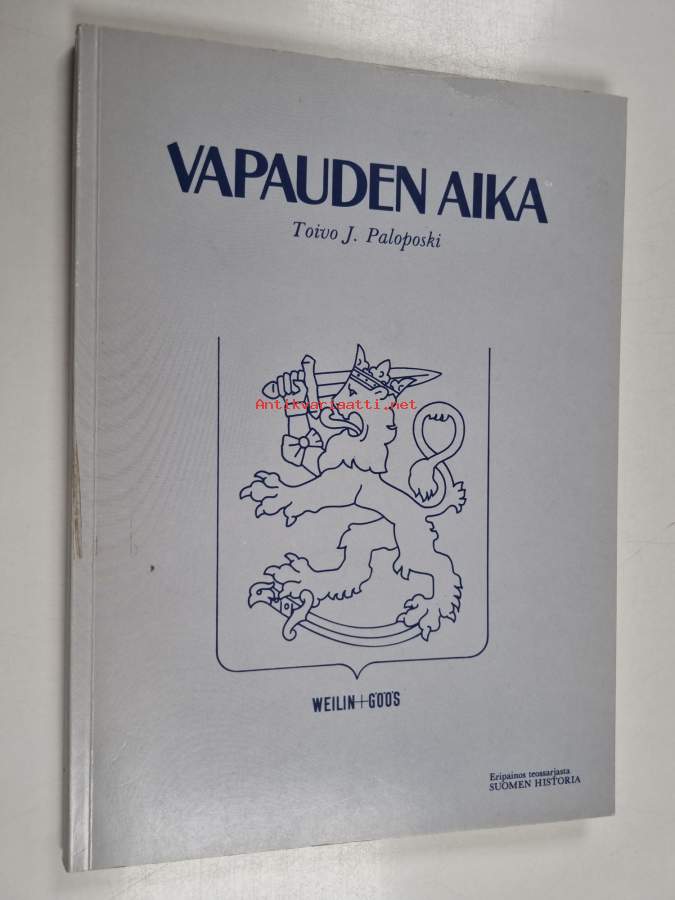 VAPAUDEN AIKA
Toivo J. Paloposki
Antikvariaatti.net
WEILIN+GÖÖS
Eripainos teossarjasta
SUOMEN HISTORIA